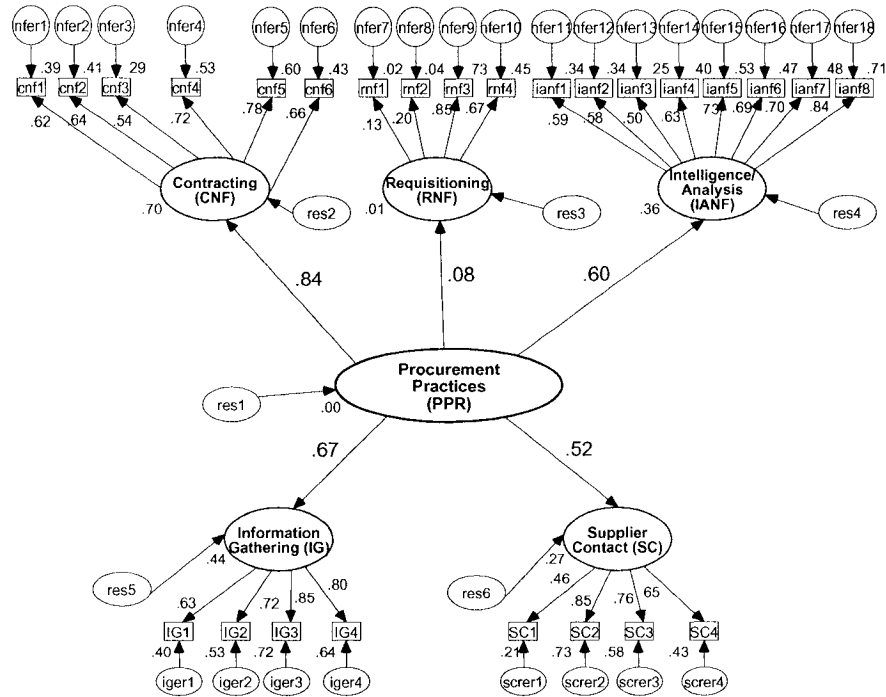 nfer1 nfer2 nfer3 nfer4 nfer5 nfer6 nfer7 nfer8 nfer9 nfer10 nfer11 nfer12 nfer13 nfer14 nfer15 nfer16 nfer17 nfer18
.39 .41 29 .53 .60 .43 .02 .04 73 .45 .34 .34 25 40 .53 .47 48 .71
cnf1 cnf2 cnf3 cnf4 cnf5 cnf6 rnf1 rnf2 rnf3 rnf4 ianf1 ianf2 ianf3 ianf4 ianf5 ianf6 ianf7 ianf8
.62 .64 .54 .72 .78 .66 .13 .20 .85 .67 .59 .58 .50 .63 73 .69 .70 .84
Contracting
(CNF)
.70
res2
Requisitioning
(RNF)
.01
res3
Intelligence/
Analysis
(IANF)
.36
res4
.84 .08 .60
Procurement
Practices
(PPR)
res1
.00
.67 .52
Information
Gathering (IG)
.44
res5
Supplier
Contact (SC)
.27
res6
.63 .72 .85 .80 .46 .85 .76 65
IG1 IG2 IG3 IG4 SC1 SC2 SC3 SC4
.40 .53 .72 .64 .21 .73 .58 .43
iger1 iger2 iger3 iger4 screr1 screr2 screr3 screr4